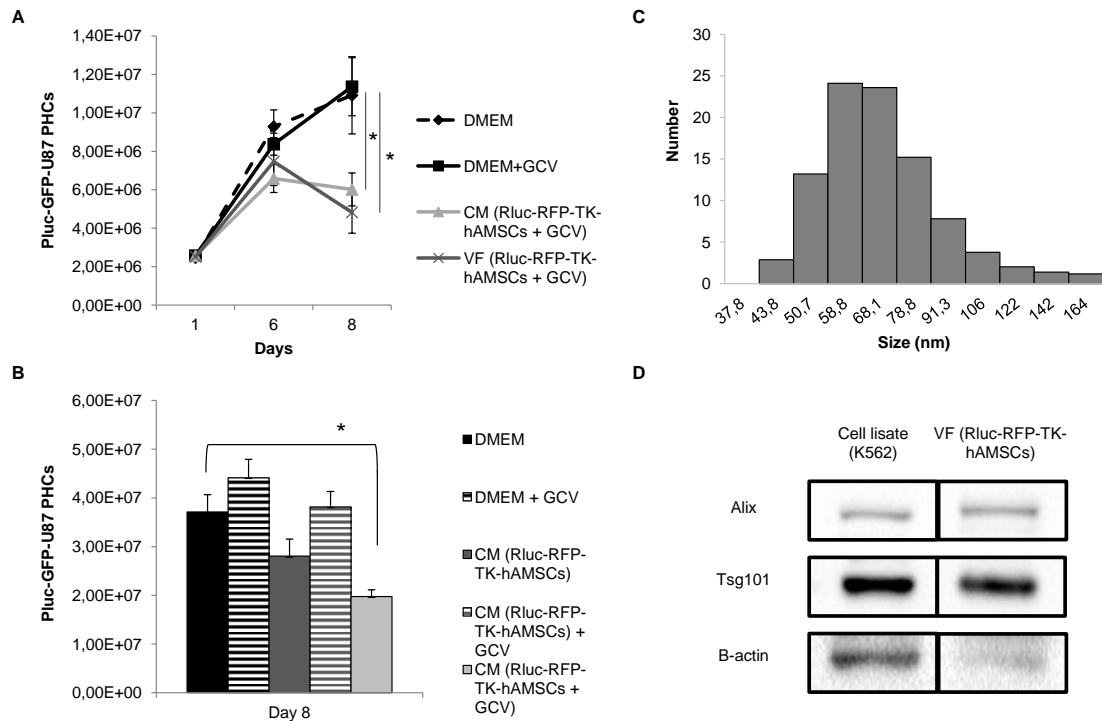 A
1,40E+07
1,20E+07
1,00E+07
8,00E+06
6,00E+06
4,00E+06
2,00E+06
0,00E+00
Pluc-GFP-U87 PHCs
1
6
8
Days
*
*
DMEM
DMEM+GCV
CM (Rluc-RFP-TK-
hAMSCs + GCV)
VF (Rluc-RFP-TK-
hAMSCs + GCV)
B
6,00E+07
5,00E+07
4,00E+07
3,00E+07
2,00E+07
1,00E+07
0,00E+00
Pluc-GFP-U87 PHCs
Day 8
*
DMEM
DMEM + GCV
CM (Rluc-RFP-
TK-hAMSCs)
CM (Rluc-RFP-
TK-hAMSCs) +
GCV
CM (Rluc-RFP-
TK-hAMSCs +
GCV)
C
30
25
20
15
10
5
0
Number
37,8
43,8
50,7
58,8
68,1
78,8
91,3
106
122
142
164
Size (nm)
D
Cell lisate
(K562)
VF (Rluc-RFP-TK-
hAMSCs)
Alix
Tsg101
B-actin